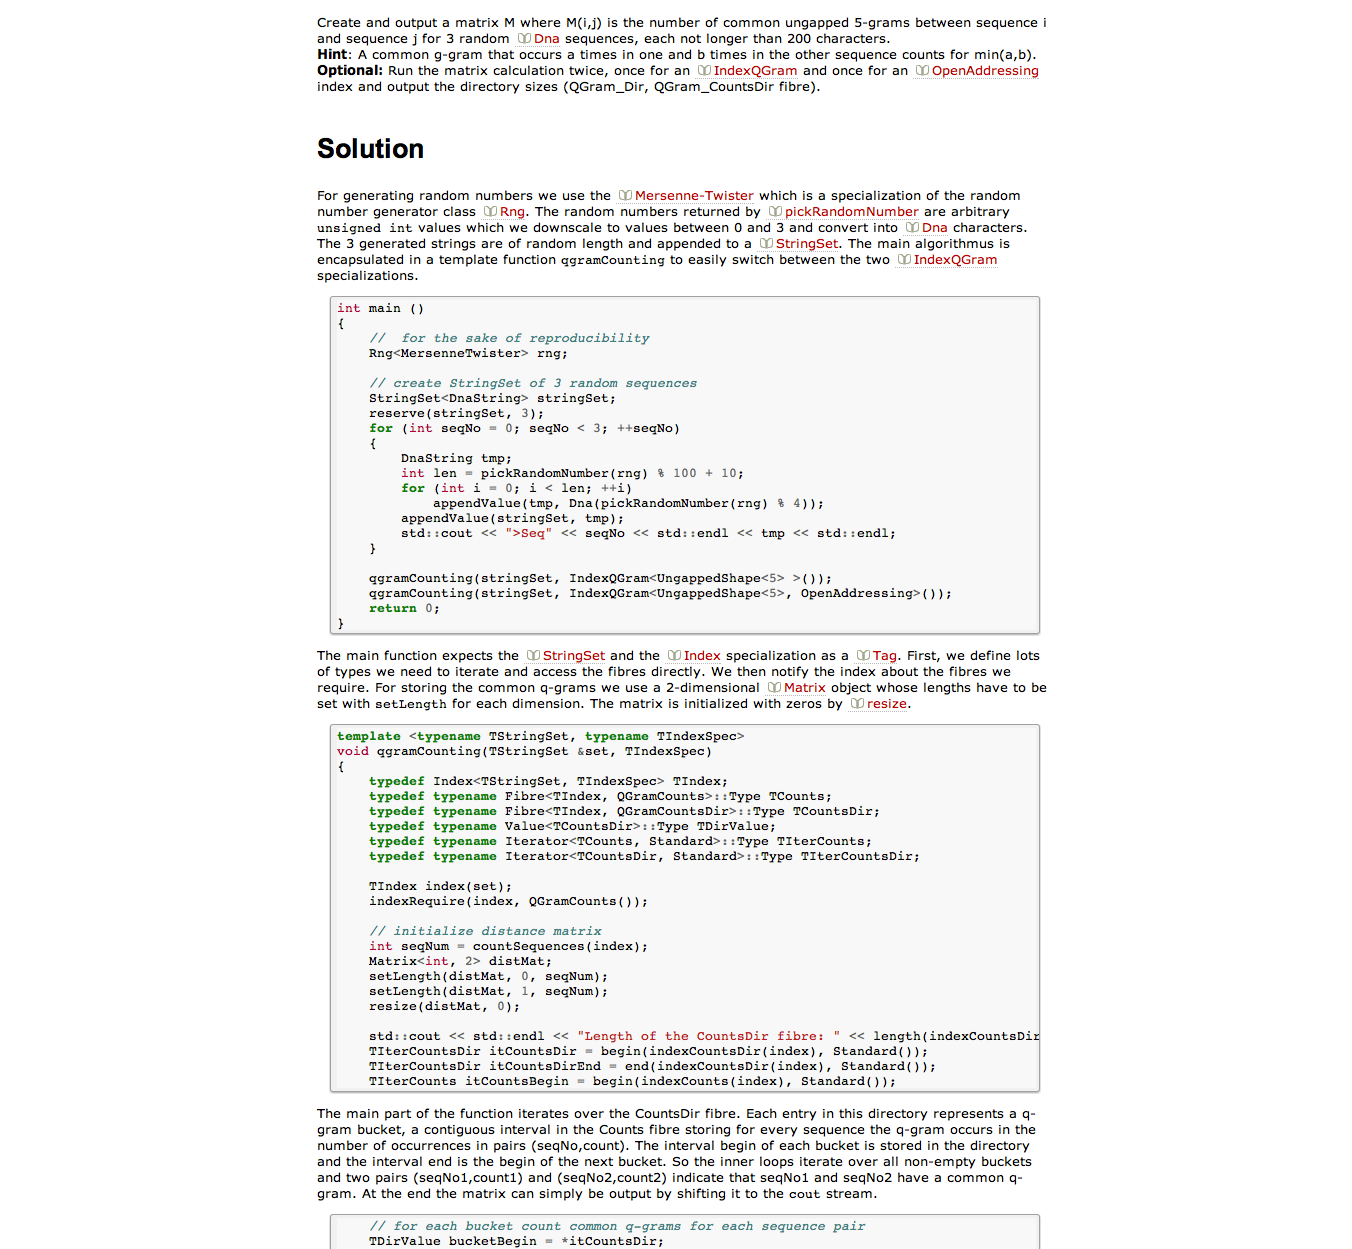 Create and output a matrix M where M(i,j) is the number of common ungapped 5-grams between sequence i
and sequence j for 3 random Dna sequences, each not longer than 200 characters.
Hint: A common g-gram that occurs a times in one and b times in the other sequence counts for min(a,b).
Optional: Run the matrix calculation twice, once for an IndexQGram and once for an OpenAddressing
index and output the directory sizes (QGram_Dir, QGram_CountsDir fibre).
Solution
For generating random numbers we use the Mersenne-Twister which is a specialization of the random
number generator class Rng. The random numbers returned by pickRandomNumber are arbitrary
unsigned int values which we downscale to values between 0 and 3 and convert into Dna characters.
The 3 generated strings are of random length and appended to a StringSet. The main algorithmus is
encapsulated in a template function qgramCounting to easily switch between the two IndexQGram
specializations.
int main ()
{
    //  for the sake of reproducibility
    Rng<MersenneTwister> rng;
    // create StringSet of 3 random sequences
    StringSet<DnaString> stringSet;
    reserve(stringSet, 3);
    for (int seqNo = 0; seqNo < 3; ++seqNo)
    {
        DnaString tmp;
        int len = pickRandomNumber(rng) % 100 + 10;
        for (int i = 0; i < len; ++i)
            appendValue(tmp, Dna(pickRandomNumber(rng) % 4));
        appendValue(stringSet, tmp);
        std::cout << ">Seq" << seqNo << std::endl << tmp << std::endl;
    }
    qgramCounting(stringSet, IndexQGram<UngappedShape<5> >());
    qgramCounting(stringSet, IndexQGram<UngappedShape<5>, OpenAddressing>());
    return 0;
}
The main function expects the StringSet and the Index specialization as a Tag. First, we define lots
of types we need to iterate and access the fibres directly. We then notify the index about the fibres we
require. For storing the common q-grams we use a 2-dimensional Matrix object whose lengths have to be
set with setLength for each dimension. The matrix is initialized with zeros by resize.
template <typename TStringSet, typename TIndexSpec>
void qgramCounting(TStringSet &set, TIndexSpec)
{
    typedef Index<TStringSet, TIndexSpec> TIndex;
    typedef typename Fibre<TIndex, QGramCounts>::Type TCounts;
    typedef typename Fibre<TIndex, QGramCountsDir>::Type TCountsDir;
    typedef typename Value<TCountsDir>::Type TDirValue;
    typedef typename Iterator<TCounts, Standard>::Type TIterCounts;
    typedef typename Iterator<TCountsDir, Standard>::Type TIterCountsDir;
    TIndex index(set);
    indexRequire(index, QGramCounts());
    // initialize distance matrix
    int seqNum = countSequences(index);
    Matrix<int, 2> distMat;
    setLength(distMat, 0, seqNum);
    setLength(distMat, 1, seqNum);
    resize(distMat, 0);
    std::cout << std::endl << "Length of the CountsDir fibre: " << length(indexCountsDir
    TIterCountsDir itCountsDir = begin(indexCountsDir(index), Standard());
    TIterCountsDir itCountsDirEnd = end(indexCountsDir(index), Standard());
    TIterCounts itCountsBegin = begin(indexCounts(index), Standard());
The main part of the function iterates over the CountsDir fibre. Each entry in this directory represents a q-
gram bucket, a contiguous interval in the Counts fibre storing for every sequence the q-gram occurs in the
number of occurrences in pairs (seqNo,count). The interval begin of each bucket is stored in the directory
and the interval end is the begin of the next bucket. So the inner loops iterate over all non-empty buckets
and two pairs (seqNo1,count1) and (seqNo2,count2) indicate that seqNo1 and seqNo2 have a common q-
gram. At the end the matrix can simply be output by shifting it to the cout stream.
    // for each bucket count common q-grams for each sequence pair
    TDirValue bucketBegin = *itCountsDir;